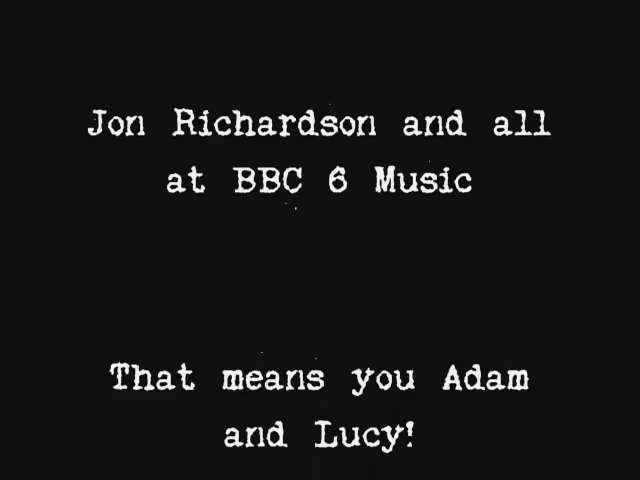 Jon Richardson and all
at BBC 6 Music
That means you Adam
and Lucy!